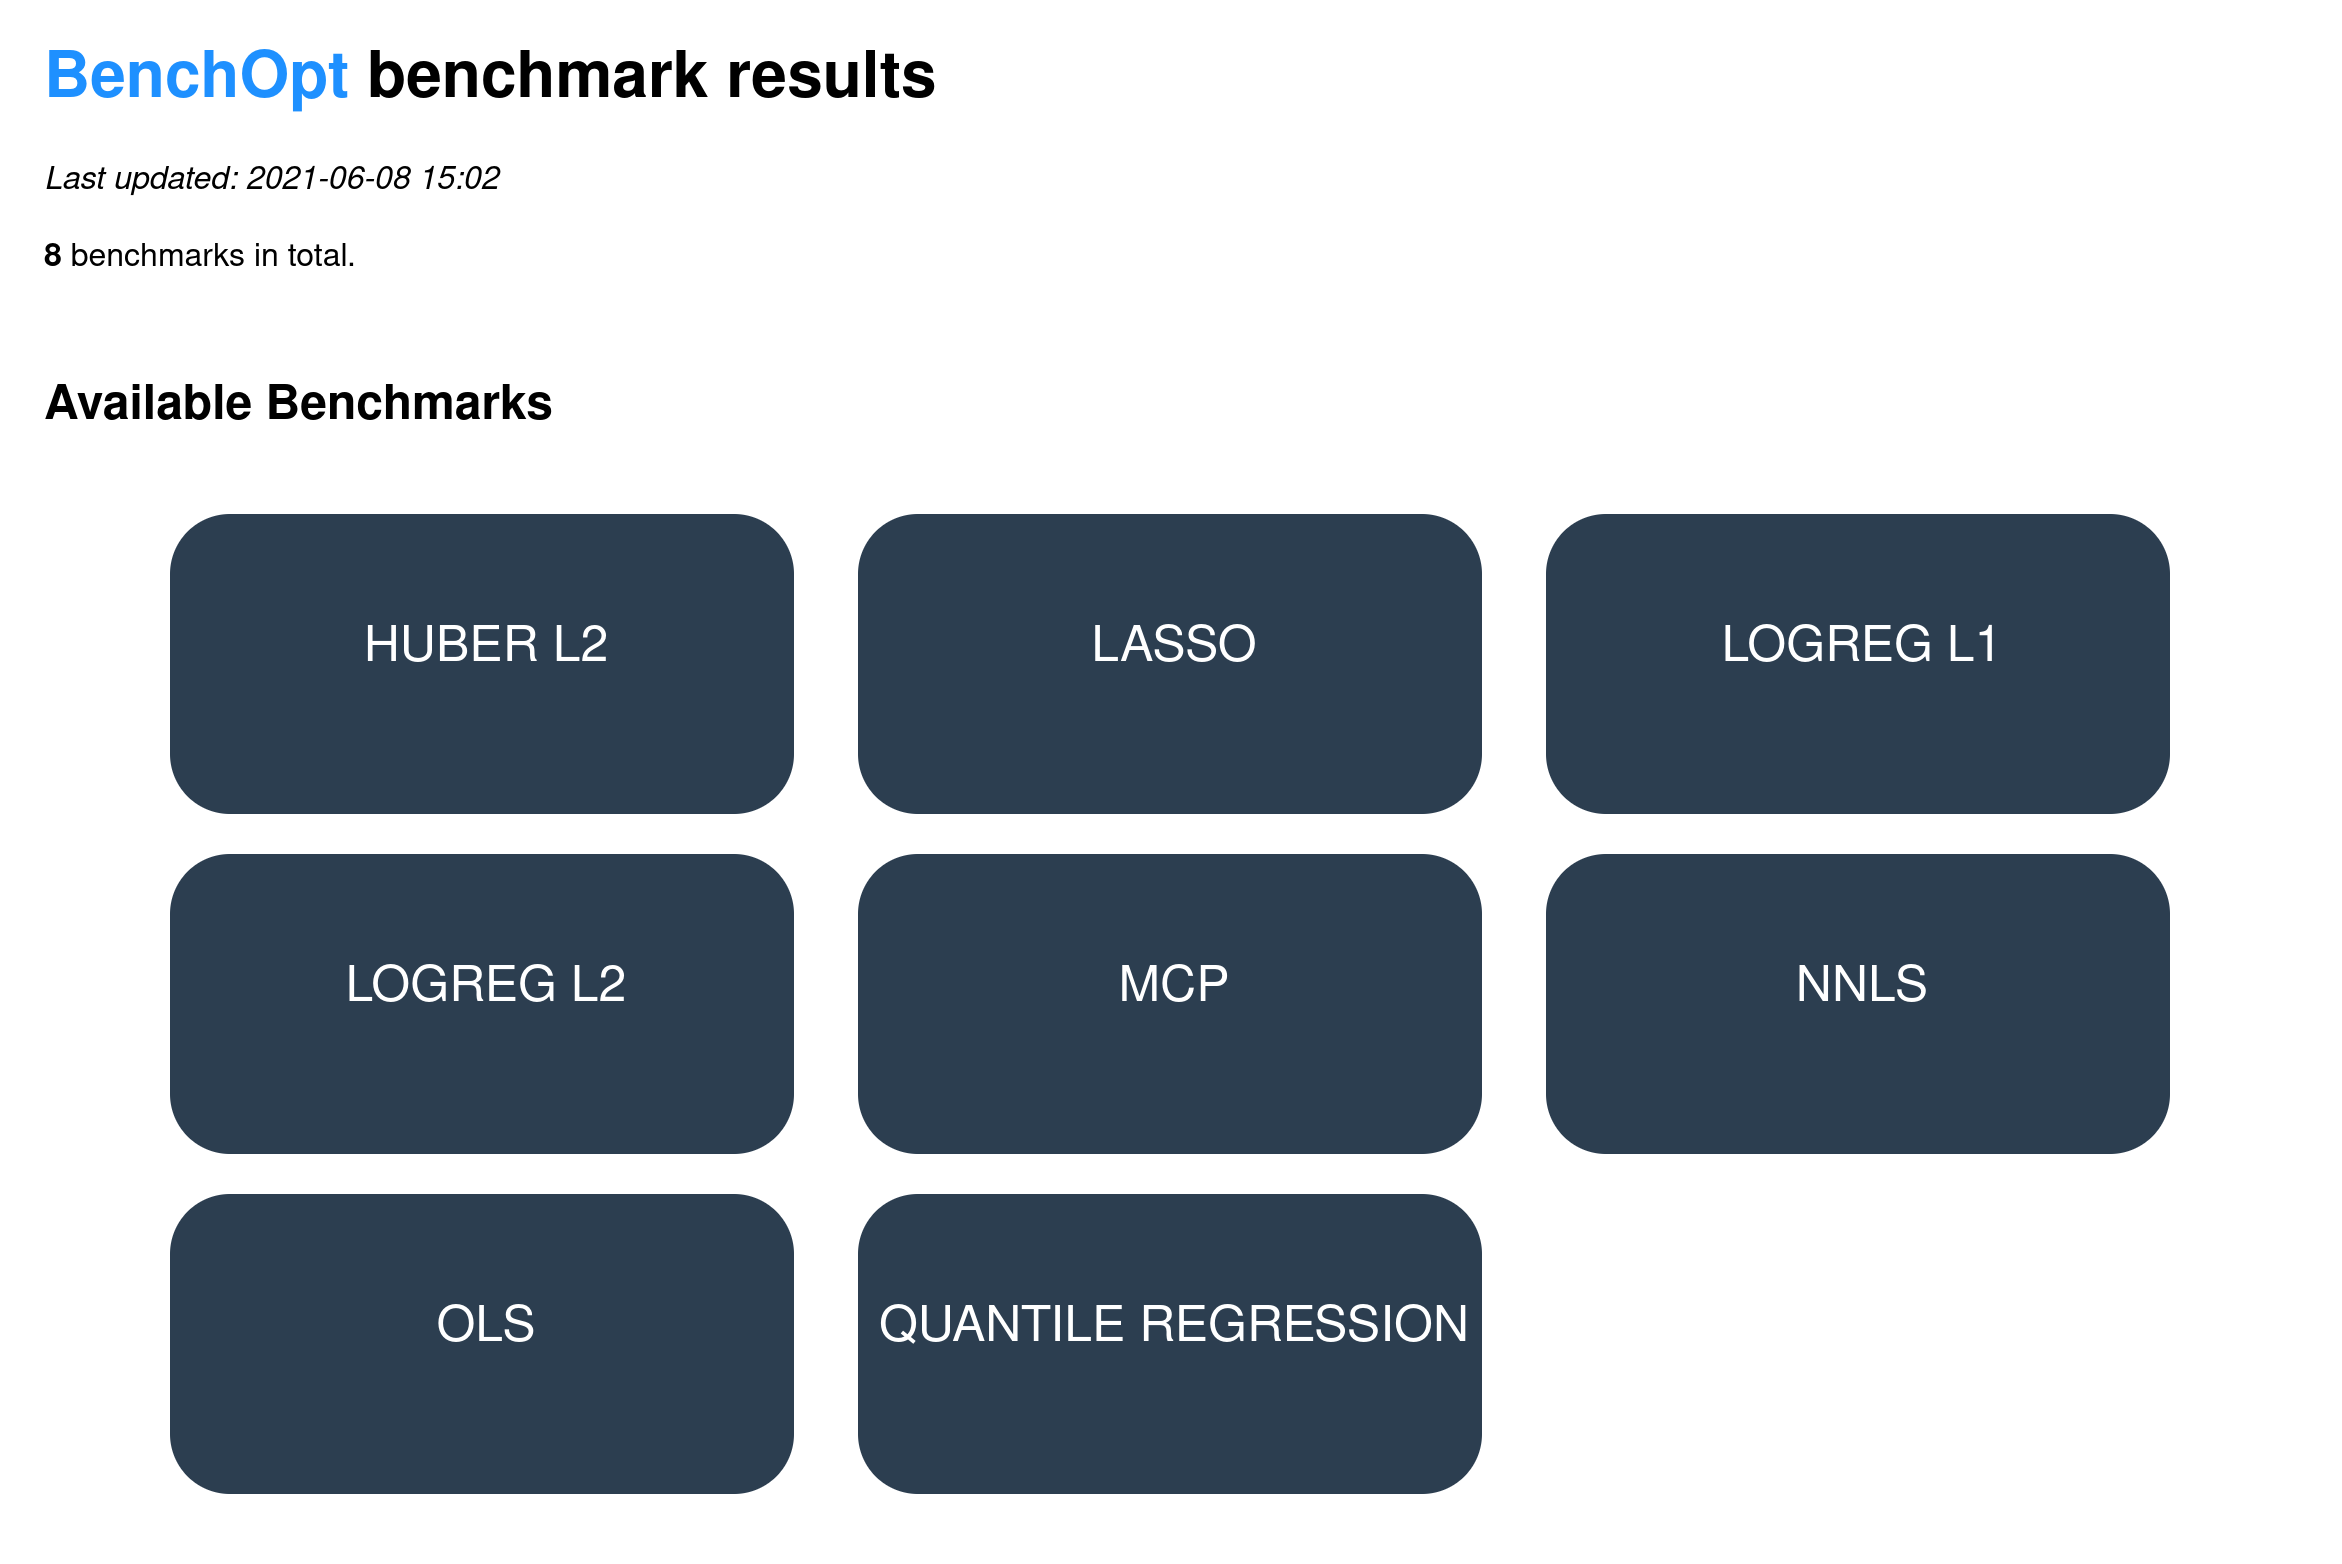 BenchOpt benchmark results
Last updated: 2021-06-08 15:02
8 benchmarks in total.
Available Benchmarks
HUBER L2
LASSO
LOGREG L1
LOGREG L2
MCP
NNLS
OLS
QUANTILE REGRESSION